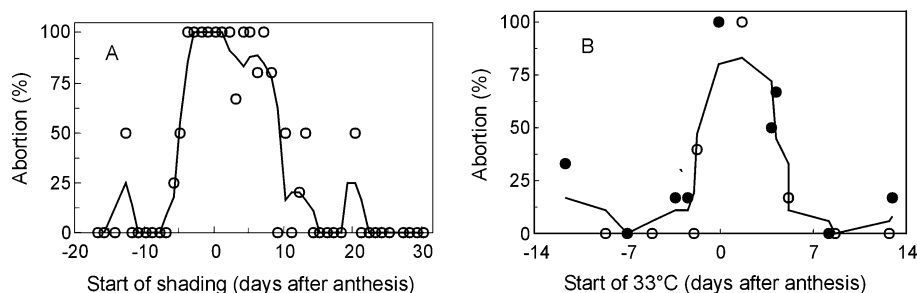 A
Abortion (%)
100
75
50
25
0
-20 -10 0 10 20 30
Start of shading (days after anthesis)
B
Abortion (%)
100
75
50
25
0
-14 -7 0 7 14
Start of 33°C (days after anthesis)